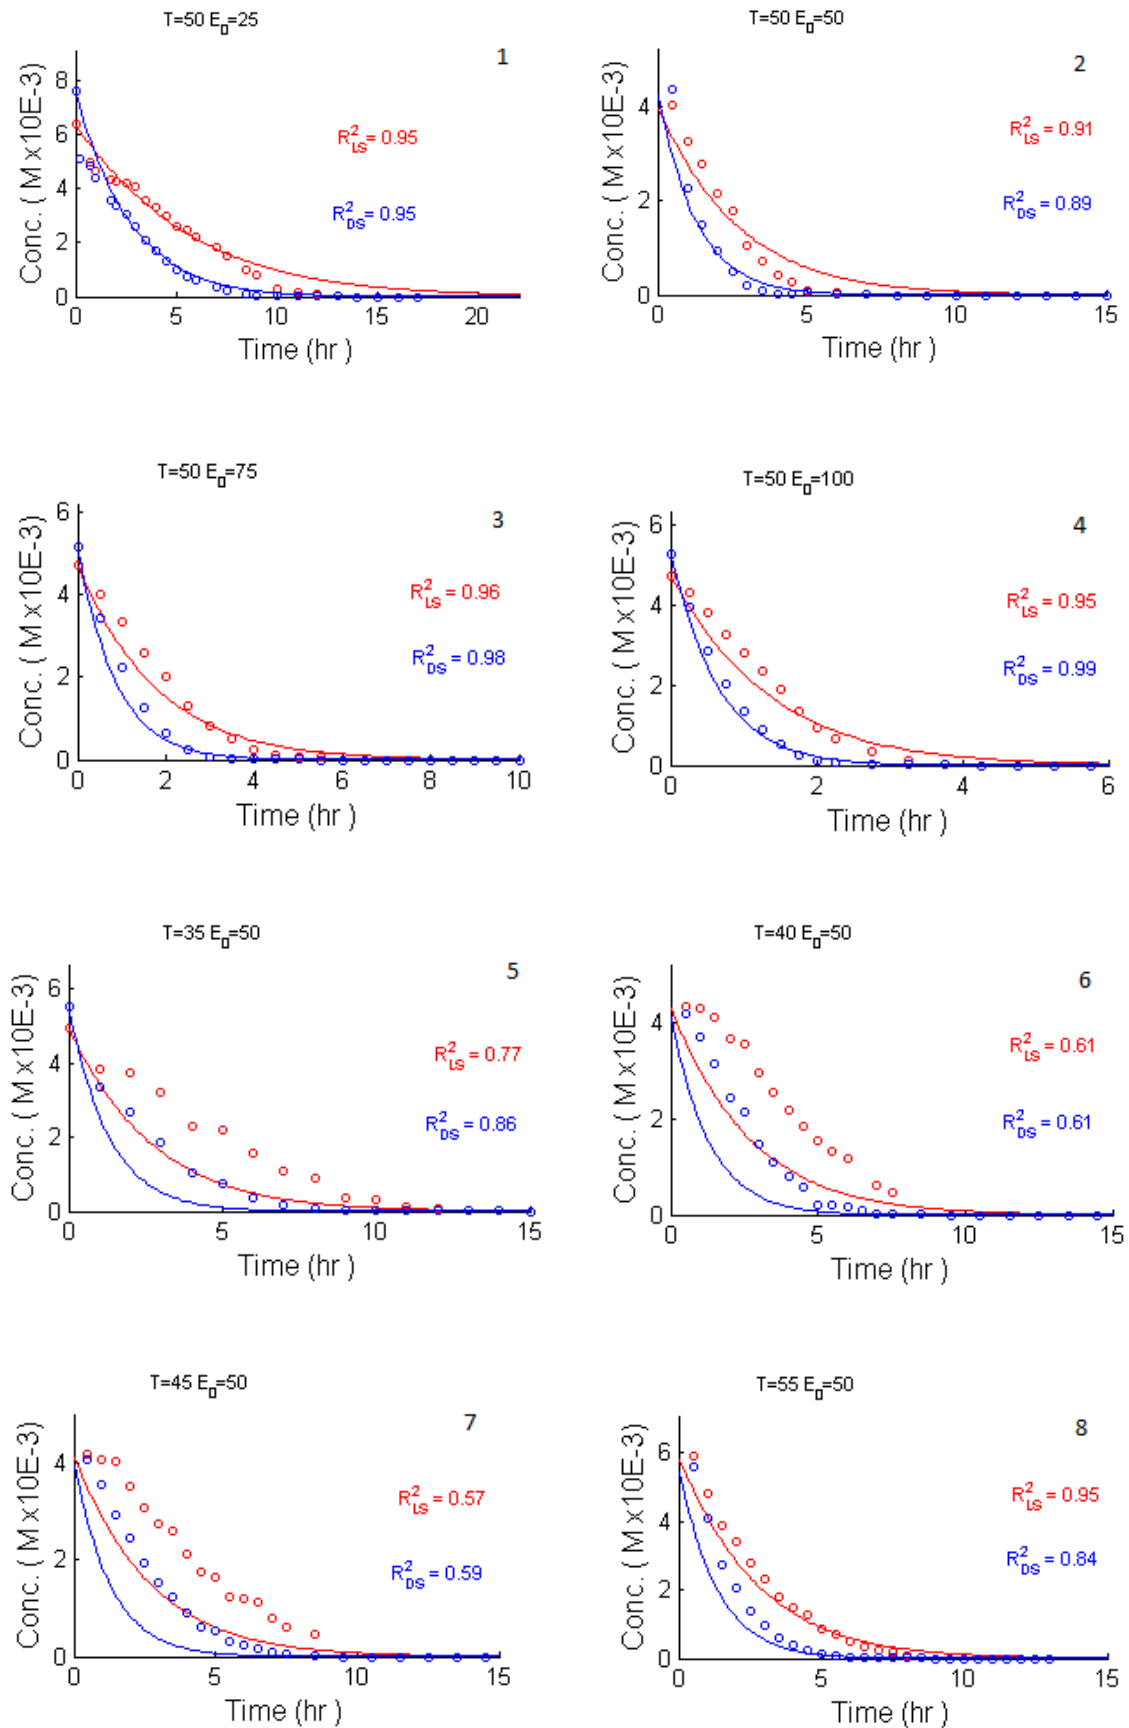 T=50 E₀=25
1
8
6
4
2
0
R²LS = 0.95
R²DS = 0.95
0 5 10 15 20
Conc. ( M x10E-3)
Time (hr )
T=50 E₀=50
2
4
2
0
R²LS = 0.91
R²DS = 0.89
0 5 10 15
Conc. ( M x10E-3)
Time (hr )
T=50 E₀=75
3
6
4
2
0
R²LS = 0.96
R²DS = 0.98
0 2 4 6 8 10
Conc. ( M x10E-3)
Time (hr )
T=50 E₀=100
4
6
4
2
0
R²LS = 0.95
R²DS = 0.99
0 2 4 6
Conc. ( M x10E-3)
Time (hr )
T=35 E₀=50
5
6
4
2
0
R²LS = 0.77
R²DS = 0.86
0 5 10 15
Conc. ( M x10E-3)
Time (hr )
T=40 E₀=50
6
4
2
0
R²LS = 0.61
R²DS = 0.61
0 5 10 15
Conc. ( M x10E-3)
Time (hr )
T=45 E₀=50
7
4
2
0
R²LS = 0.57
R²DS = 0.59
0 5 10 15
Conc. ( M x10E-3)
Time (hr )
T=55 E₀=50
8
6
4
2
0
R²LS = 0.95
R²DS = 0.84
0 5 10 15
Conc. ( M x10E-3)
Time (hr )